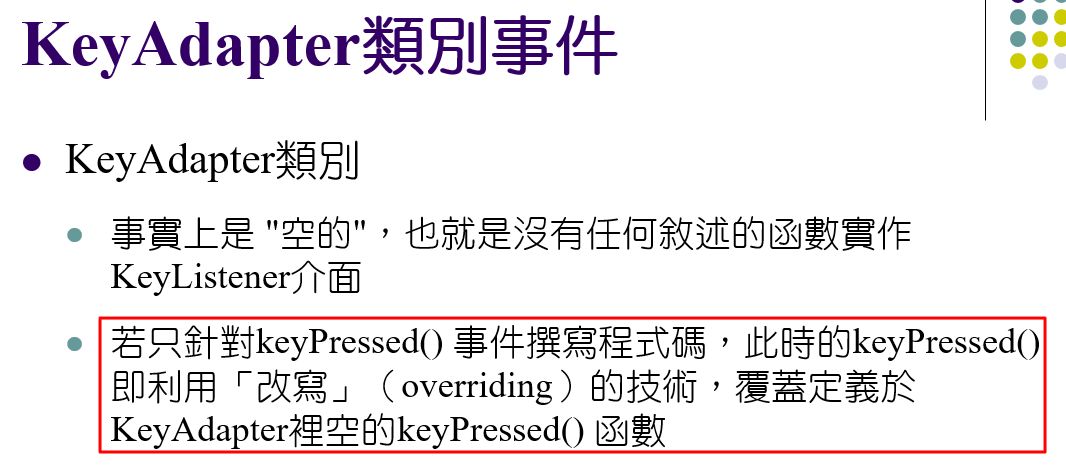 KeyAdapter類別事件
KeyAdapter類別
事實上是 "空的"，也就是沒有任何敘述的函數實作
KeyListener介面
若只針對keyPressed() 事件撰寫程式碼，此時的keyPressed()
即利用「改寫」（overriding）的技術，覆蓋定義於
KeyAdapter裡空的keyPressed() 函數